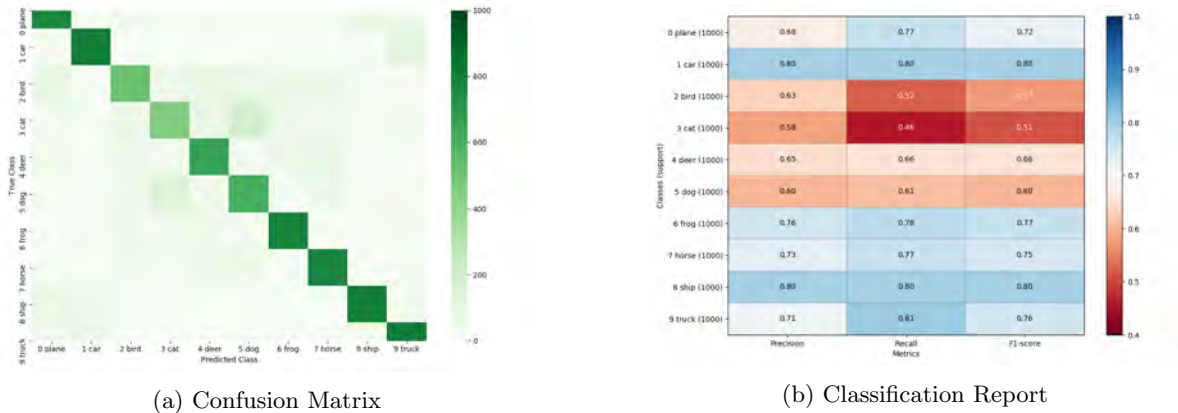 1000
800
600
400
200
0
True Class
0 plane
1 car
2 bird
3 cat
4 deer
5 dog
6 frog
7 horse
8 ship
9 truck
0 plane 1 car 2 bird 3 cat 4 deer 5 dog 6 frog 7 horse 8 ship 9 truck
Predicted Class
(a) Confusion Matrix
Classes (support)
0 plane (1000) 0.68 0.77 0.72
1 car (1000) 0.80 0.80 0.80
2 bird (1000) 0.63 0.52 0.57
3 cat (1000) 0.58 0.46 0.51
4 deer (1000) 0.65 0.66 0.66
5 dog (1000) 0.60 0.61 0.60
6 frog (1000) 0.76 0.78 0.77
7 horse (1000) 0.73 0.77 0.75
8 ship (1000) 0.80 0.80 0.80
9 truck (1000) 0.71 0.81 0.76
Precision Recall F1-score
Metrics
1.0
0.9
0.8
0.7
0.6
0.5
0.4
(b) Classification Report